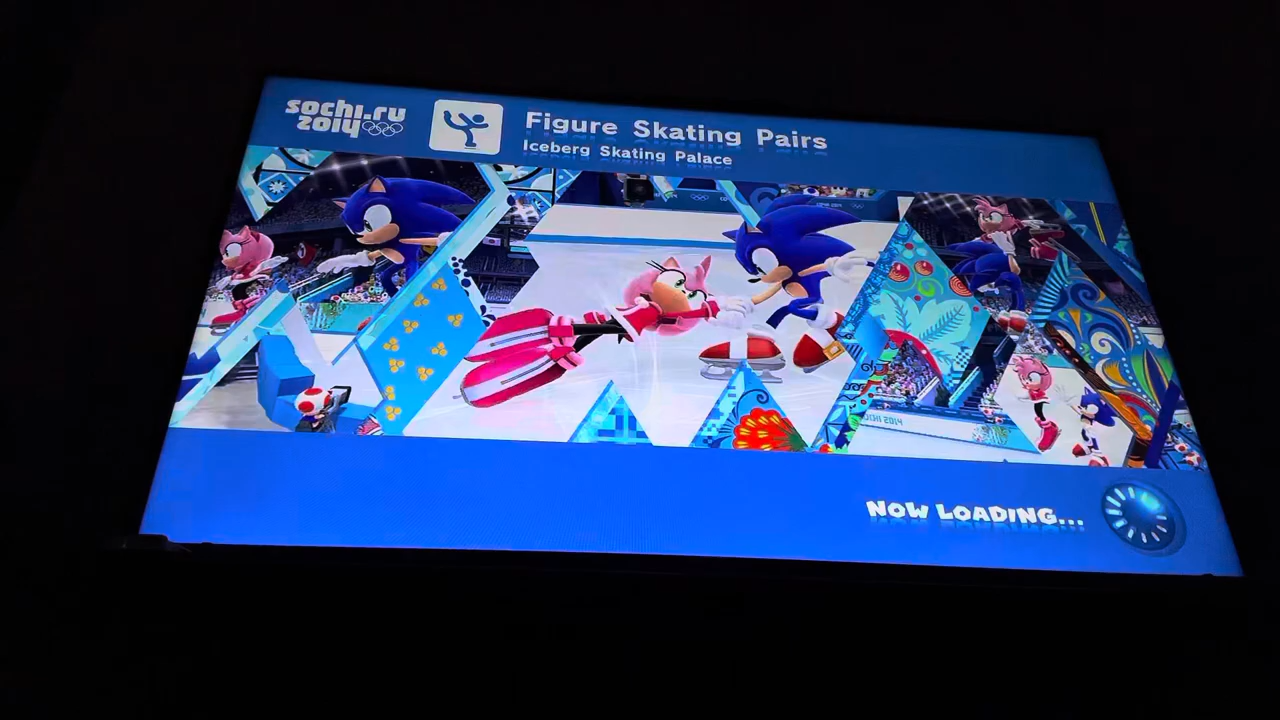 sochi.ru
2014
Figure Skating Pairs
Iceberg Skating Palace
NOW LOADING...